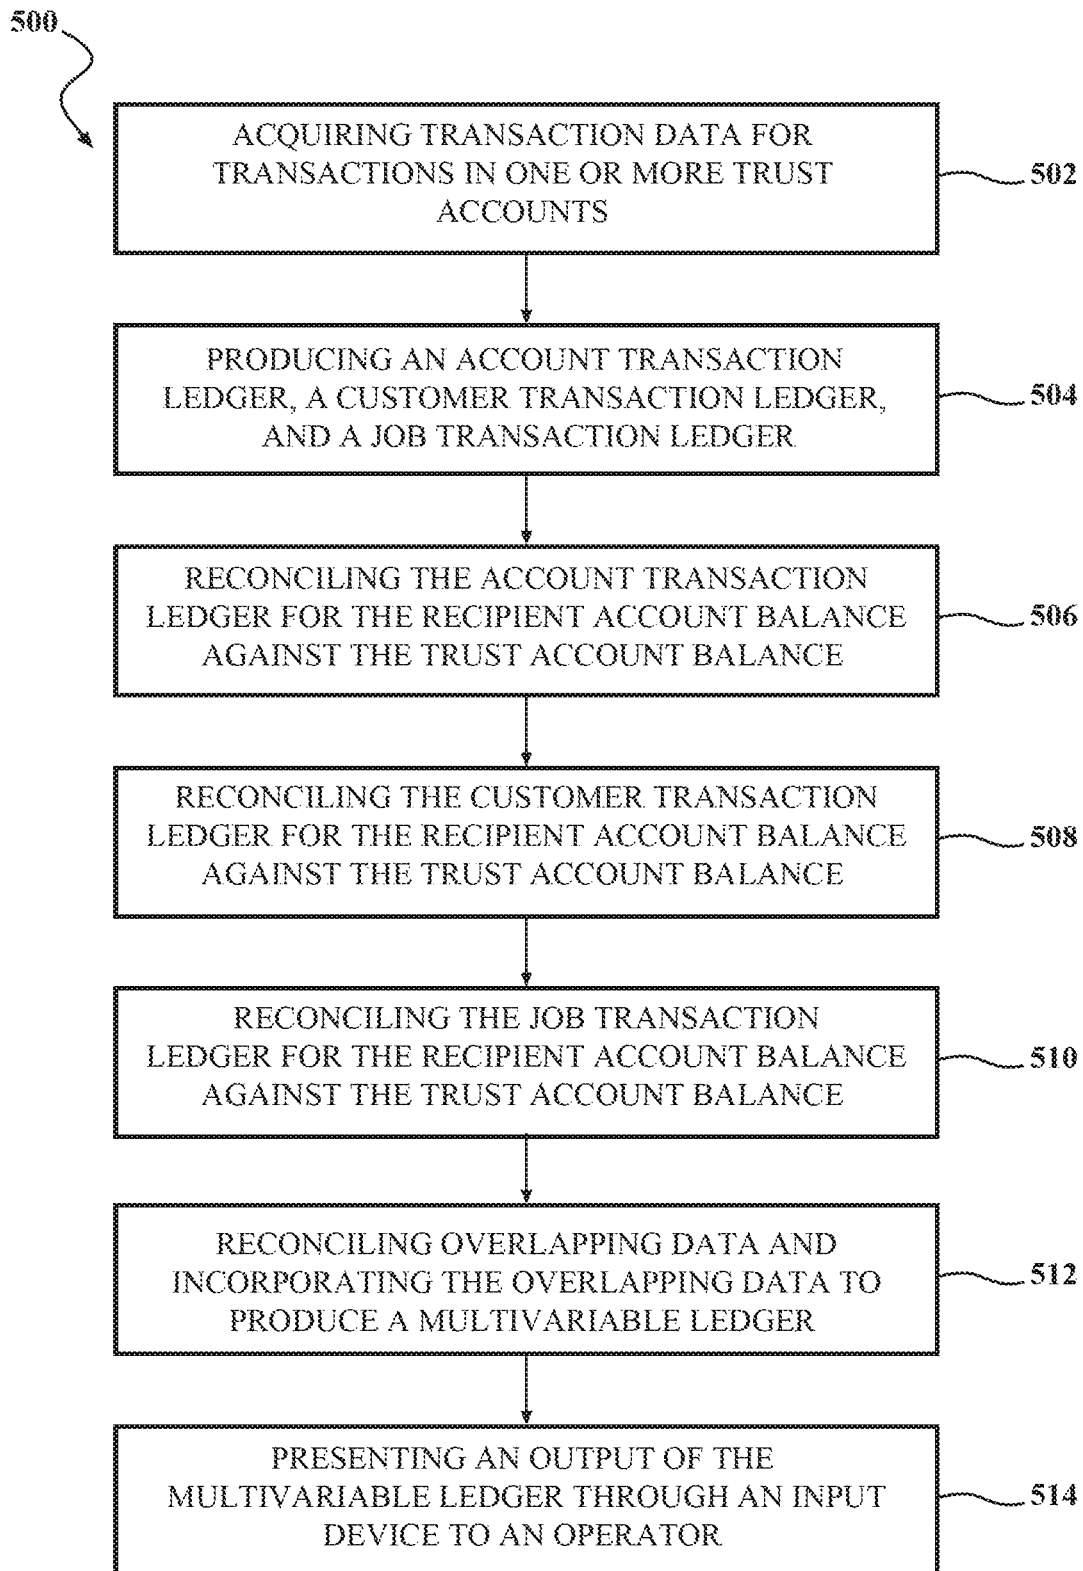 500
ACQUIRING TRANSACTION DATA FOR
TRANSACTIONS IN ONE OR MORE TRUST
ACCOUNTS
502
PRODUCING AN ACCOUNT TRANSACTION
LEDGER, A CUSTOMER TRANSACTION LEDGER,
AND A JOB TRANSACTION LEDGER
504
RECONCILING THE ACCOUNT TRANSACTION
LEDGER FOR THE RECIPIENT ACCOUNT BALANCE
AGAINST THE TRUST ACCOUNT BALANCE
506
RECONCILING THE CUSTOMER TRANSACTION
LEDGER FOR THE RECIPIENT ACCOUNT BALANCE
AGAINST THE TRUST ACCOUNT BALANCE
508
RECONCILING THE JOB TRANSACTION
LEDGER FOR THE RECIPIENT ACCOUNT BALANCE
AGAINST THE TRUST ACCOUNT BALANCE
510
RECONCILING OVERLAPPING DATA AND
INCORPORATING THE OVERLAPPING DATA TO
PRODUCE A MULTIVARIABLE LEDGER
512
PRESENTING AN OUTPUT OF THE
MULTIVARIABLE LEDGER THROUGH AN INPUT
DEVICE TO AN OPERATOR
514